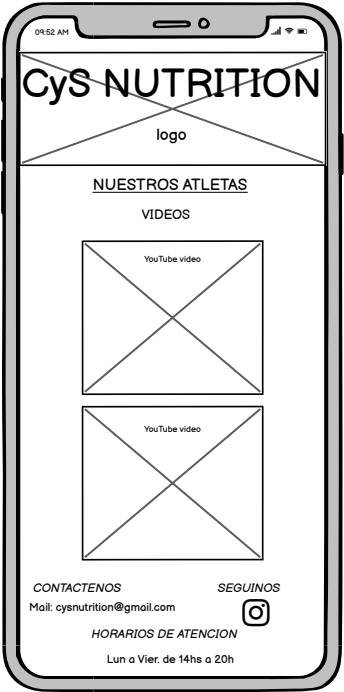 09:52 AM
CyS NUTRITION
logo
NUESTROS ATLETAS
VIDEOS
YouTube video
YouTube video
CONTACTENOS
SEGUINOS
Mail: cysnutrition@gmail.com
HORARIOS DE ATENCION
Lun a Vier. de 14hs a 20h